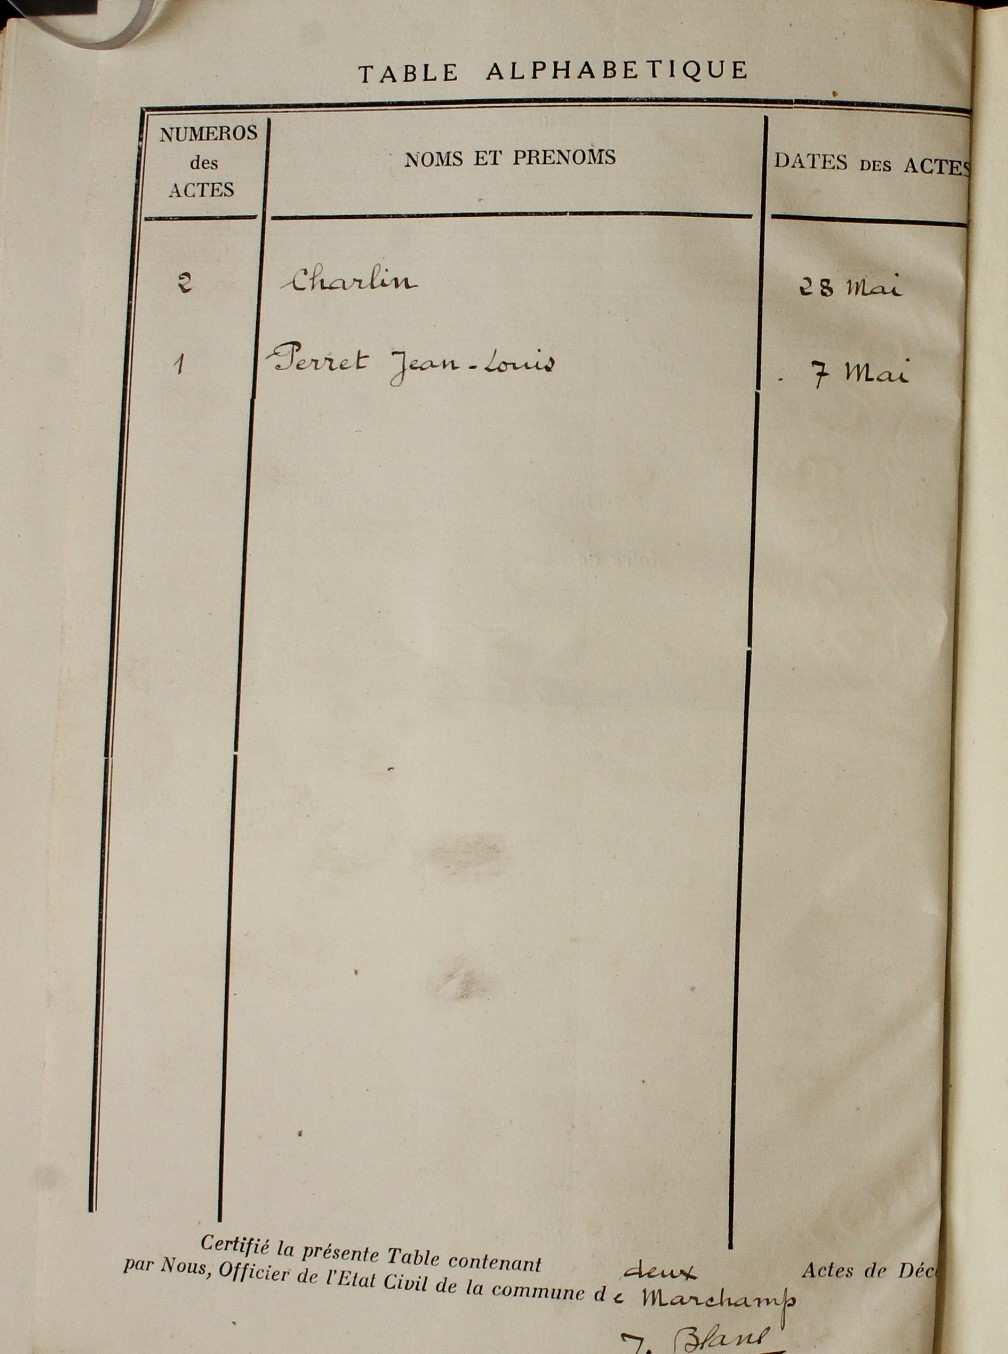 TABLE ALPHABETIQUE
NUMEROS des ACTES
NOMS ET PRENOMS
DATES DES ACTES
2 Charlin 28 Mai
1 Perret Jean-Louis 7 Mai
Certifié la présente Table contenant deux Actes de Déc
par Nous, Officier de l'Etat Civil de la commune de Marchamp
J. Blanc